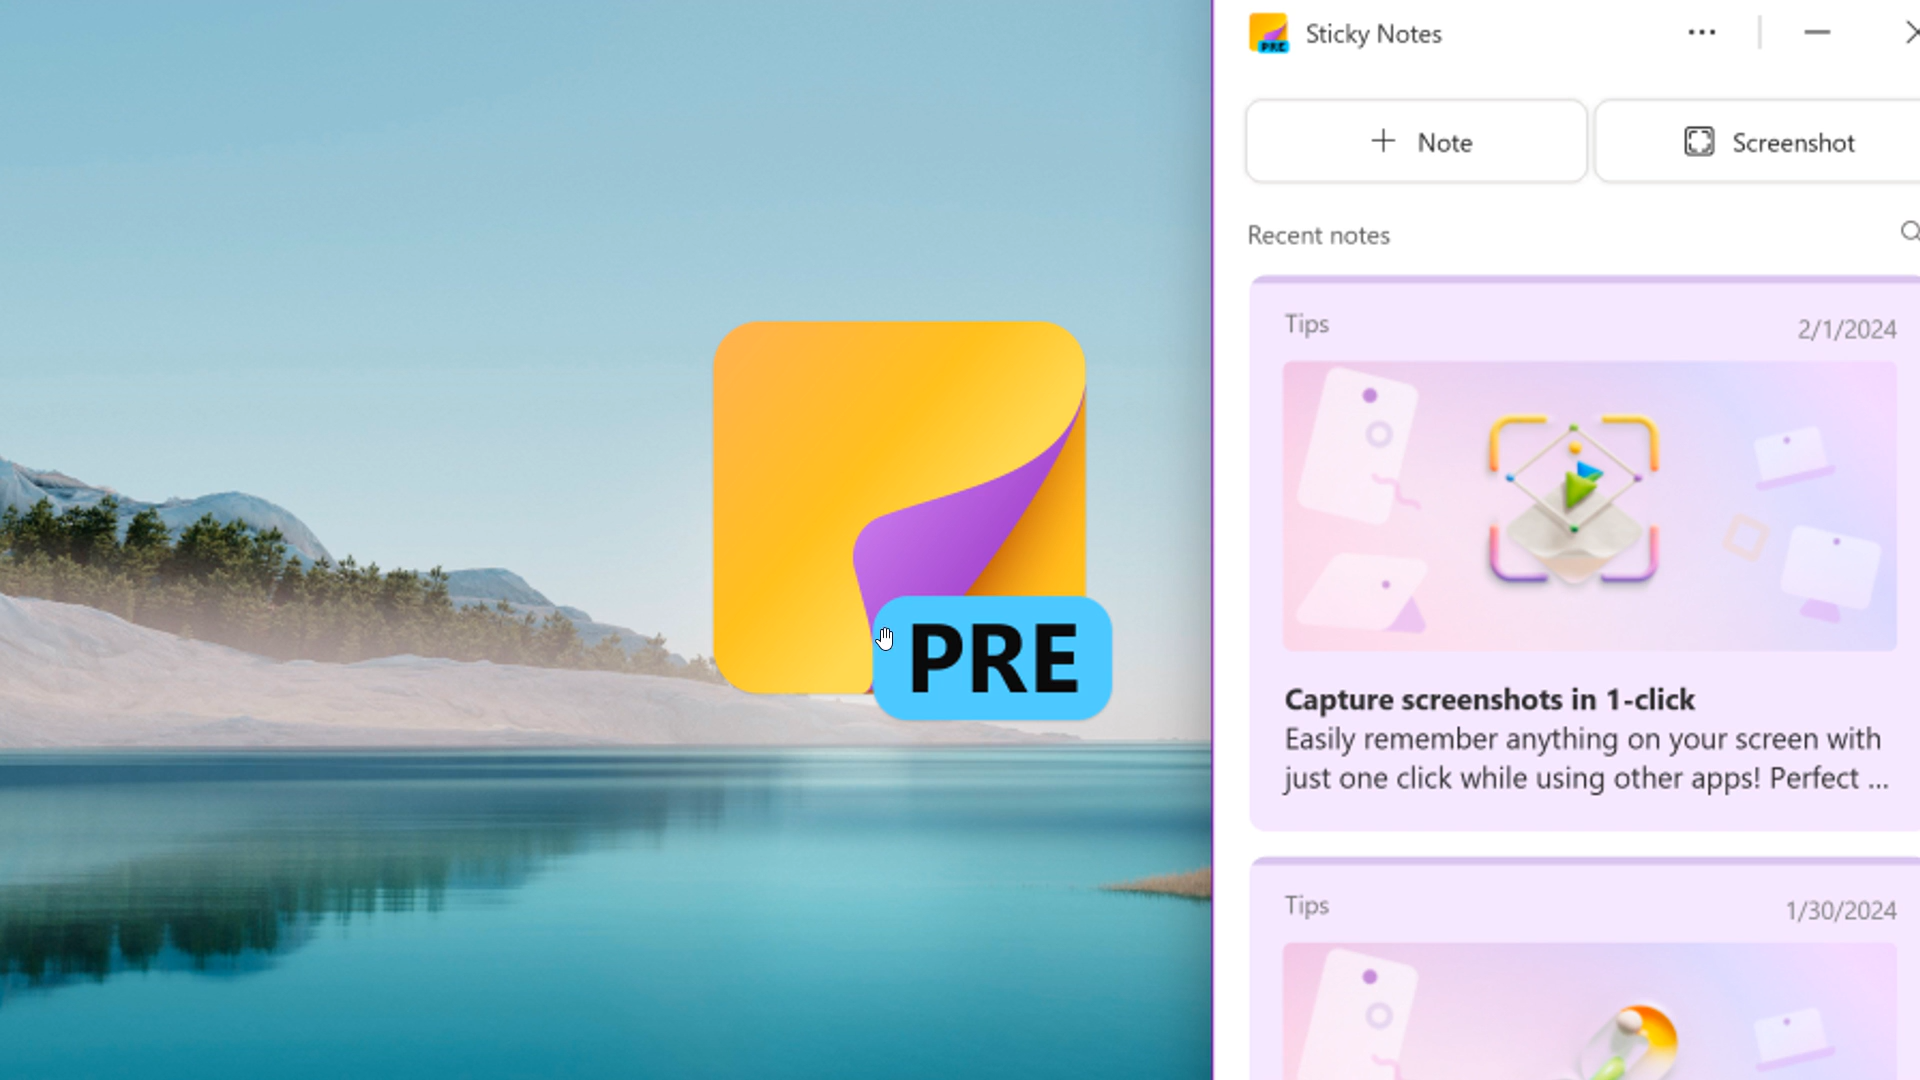 PRE
Sticky Notes
Note
Screenshot
Recent notes
Tips
2/1/2024
Capture screenshots in 1-click
Easily remember anything on your screen with
just one click while using other apps! Perfect ...
Tips
1/30/2024
PRE